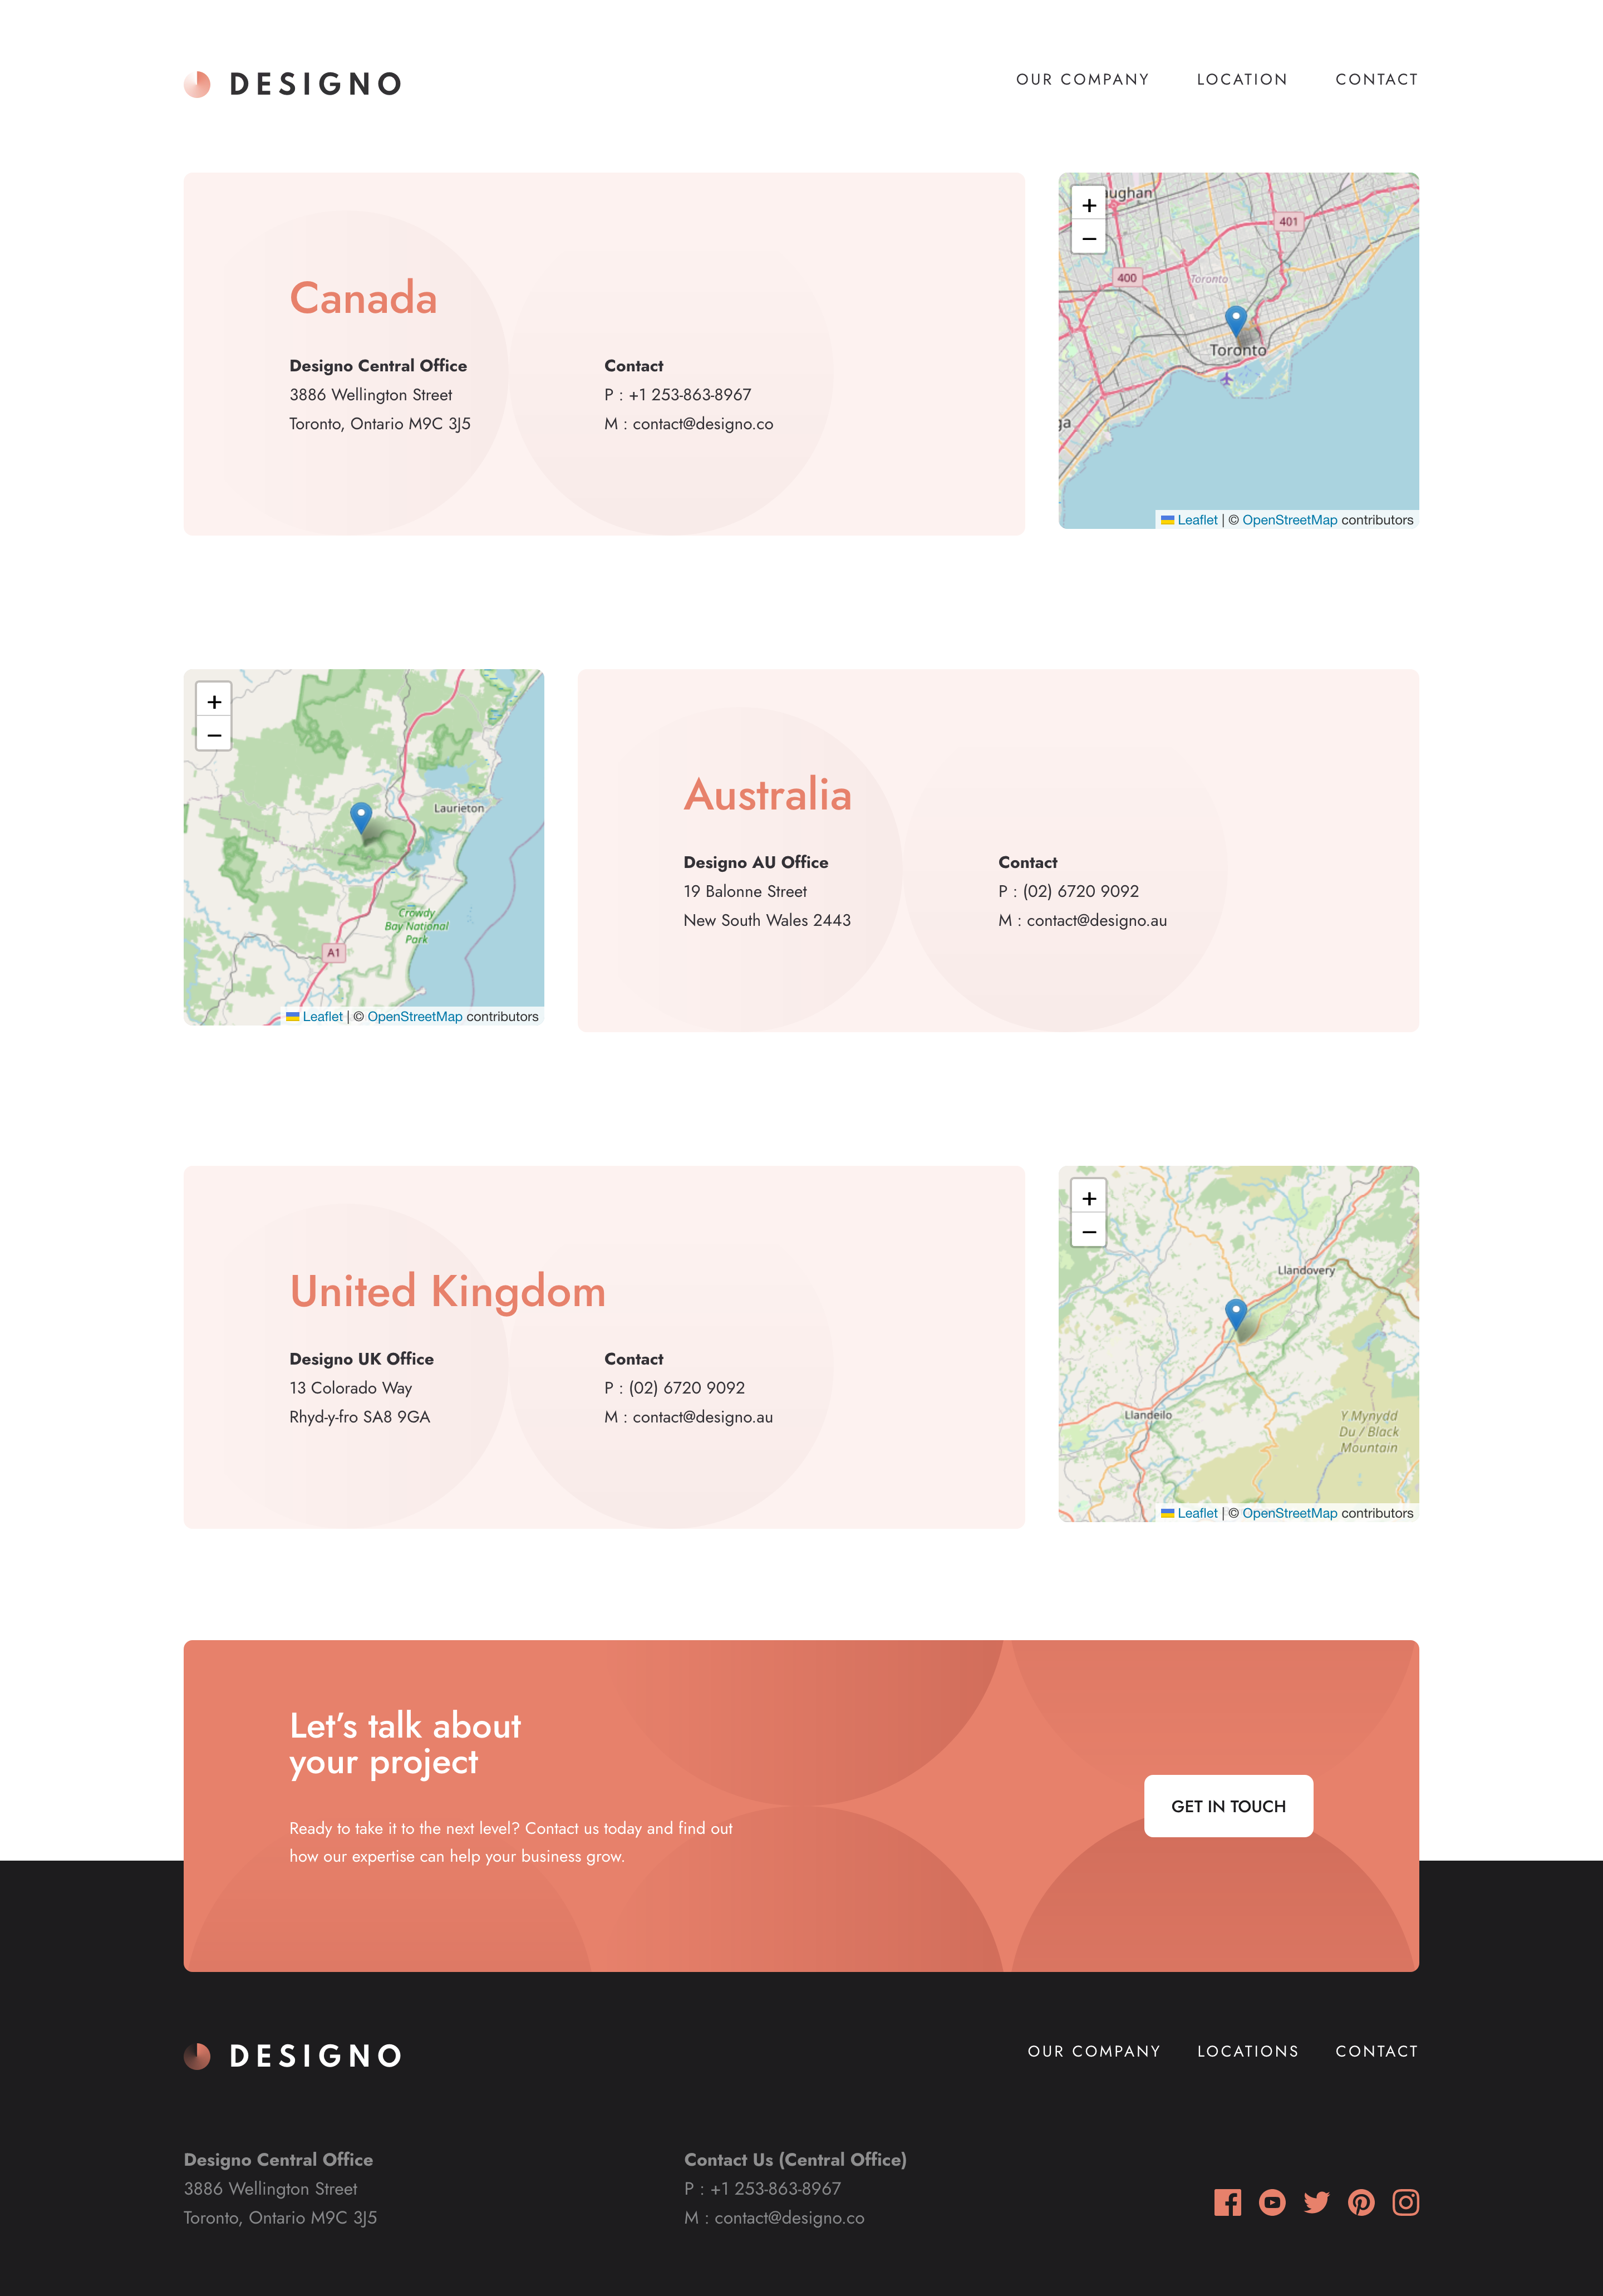 DESIGNO
OUR COMPANY LOCATION CONTACT
Canada
Designo Central Office
3886 Wellington Street
Toronto, Ontario M9C 3J5
Contact
P : +1 253-863-8967
M : contact@designo.co
+
−
401
400
Toronto
Toronto
Leaflet | © OpenStreetMap contributors
+
−
Laurieton
Crowdy
Bay National
Park
A1
Leaflet | © OpenStreetMap contributors
Australia
Designo AU Office
19 Balonne Street
New South Wales 2443
Contact
P : (02) 6720 9092
M : contact@designo.au
United Kingdom
Designo UK Office
13 Colorado Way
Rhyd-y-fro SA8 9GA
Contact
P : (02) 6720 9092
M : contact@designo.au
+
−
Llandovery
Llandeilo
Y Mynydd
Du / Black
Mountain
Leaflet | © OpenStreetMap contributors
Let’s talk about
your project
Ready to take it to the next level? Contact us today and find out
how our expertise can help your business grow.
GET IN TOUCH
DESIGNO
OUR COMPANY LOCATIONS CONTACT
Designo Central Office
3886 Wellington Street
Toronto, Ontario M9C 3J5
Contact Us (Central Office)
P : +1 253-863-8967
M : contact@designo.co